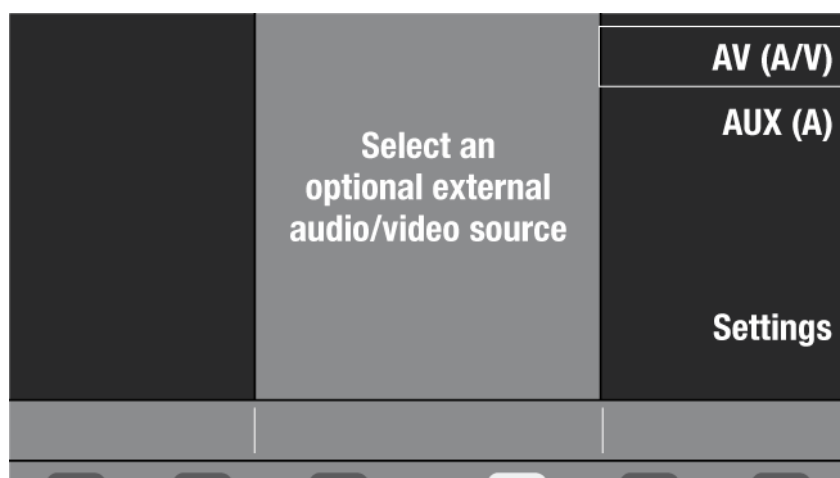 Select an
optional external
audio/video source
AV (A/V)
AUX (A)
Settings